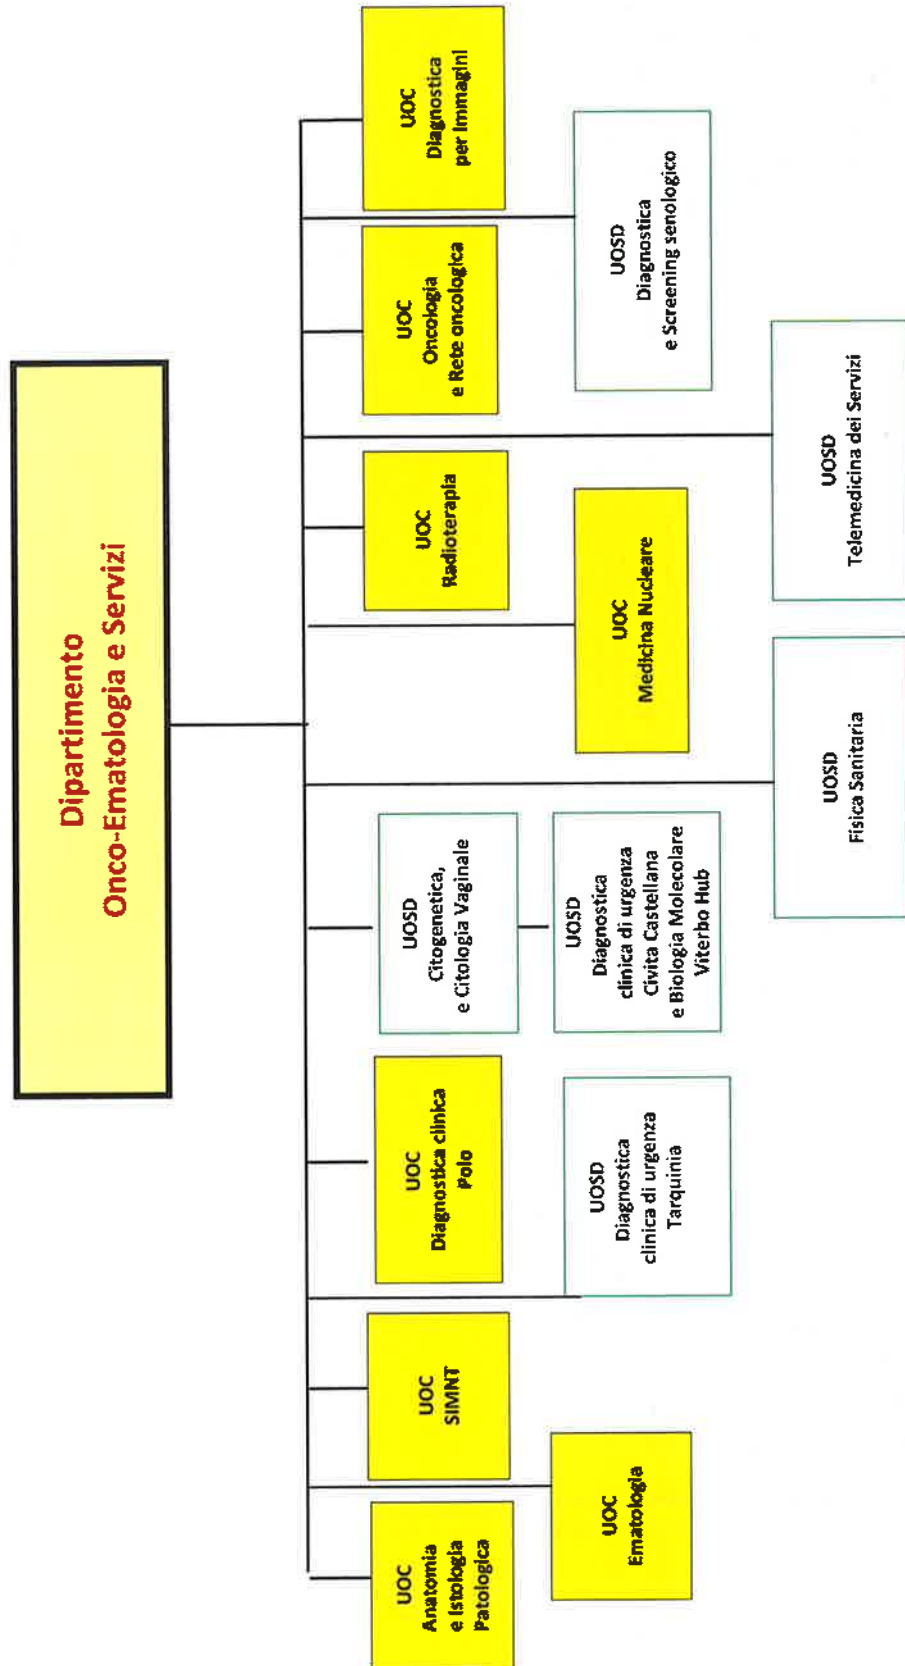 Dipartimento
Onco-Ematologia e Servizi
UOC
Anatomia
e Istologia
Patologica
UOC
SIMNT
UOC
Diagnostica clinica
Polo
UOSD
Citogenetica,
e Citologia Vaginale
UOC
Radioterapia
UOC
Oncologia
e Rete oncologica
UOC
Diagnostica
per Immagini
UOC
Ematologia
UOSD
Diagnostica
clinica di urgenza
Tarquinia
UOSD
Diagnostica
clinica di urgenza
Civita Castellana
e Biologia Molecolare
Viterbo Hub
UOC
Medicina Nucleare
UOSD
Diagnostica
e Screening senologico
UOSD
Fisica Sanitaria
UOSD
Telemedicina dei Servizi